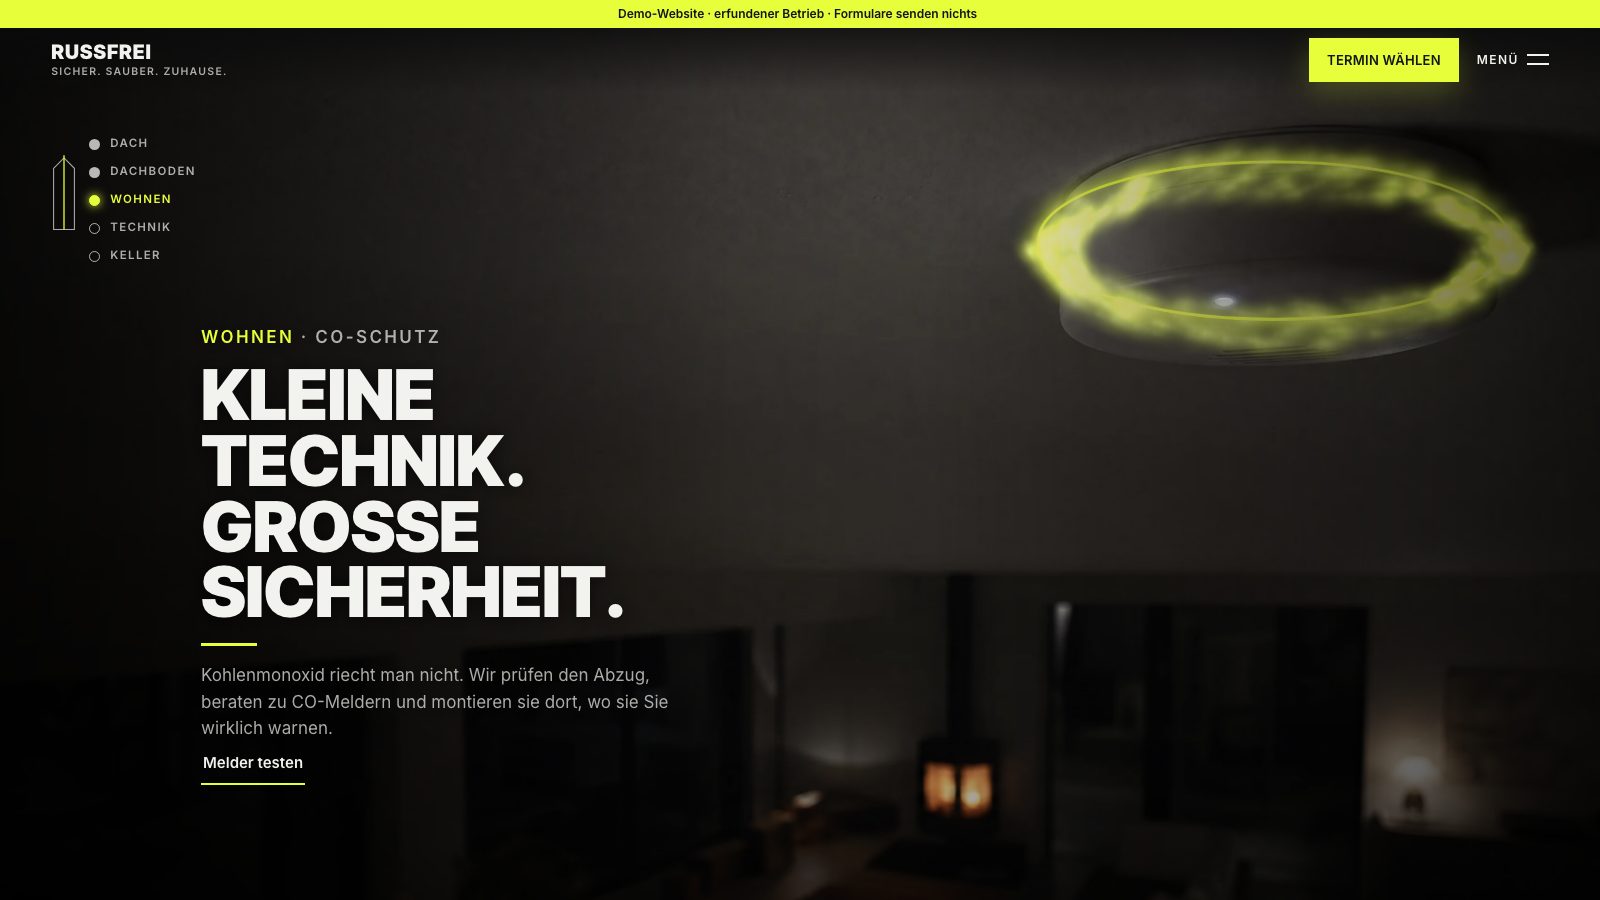 Demo-Website · erfundener Betrieb · Formulare senden nichts
RUSSFREI
SICHER. SAUBER. ZUHAUSE.
TERMIN WÄHLEN
MENÜ
DACH
DACHBODEN
WOHNEN
TECHNIK
KELLER
WOHNEN · CO-SCHUTZ
KLEINE
TECHNIK.
GROSSE
SICHERHEIT.
Kohlenmonoxid riecht man nicht. Wir prüfen den Abzug,
beraten zu CO-Meldern und montieren sie dort, wo sie Sie
wirklich warnen.
Melder testen